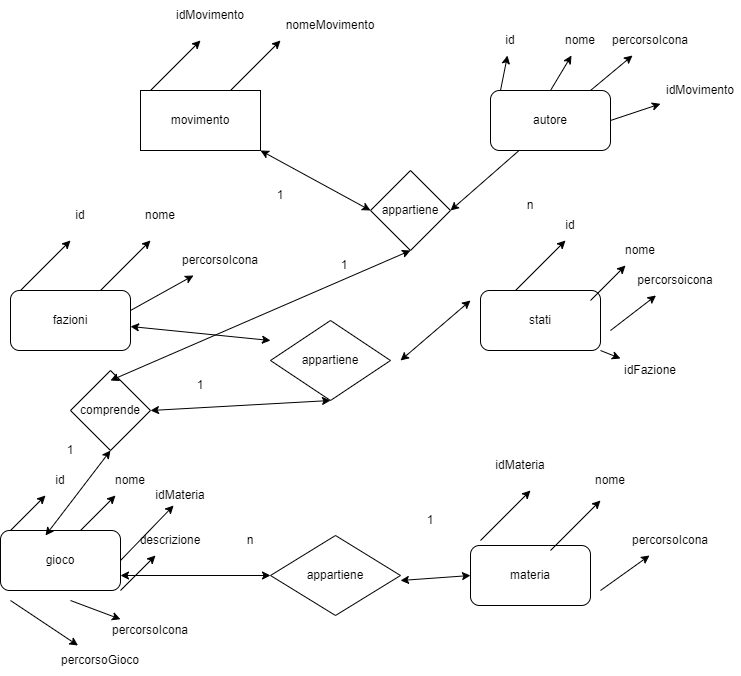 idMovimento
nomeMovimento
id
nome
percorsoIcona
idMovimento
movimento
autore
1
appartiene
n
id
nome
percorsoIcona
1
id
nome
percorsoicona
fazioni
stati
appartiene
idFazione
1
comprende
1
id
nome
idMateria
descrizione
n
1
idMateria
nome
percorsoIcona
gioco
appartiene
materia
percorsoIcona
percorsoGioco